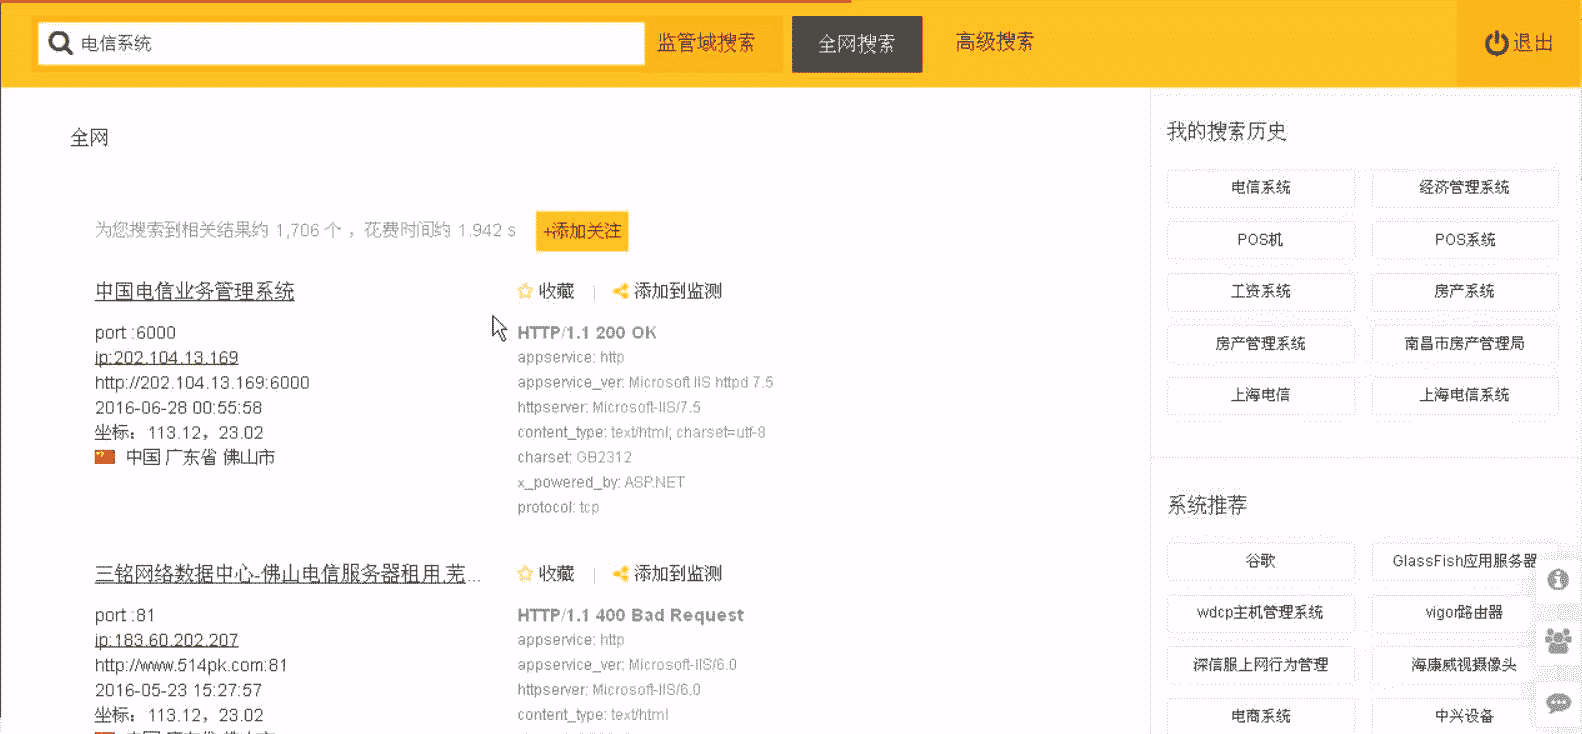 电信系统
监管域搜索
全网搜索
高级搜索
退出
全网
为您搜索到相关结果约 1,706 个 ，花费时间约 1.942 s
+添加关注
中国电信业务管理系统
收藏
添加到监测
port :6000
ip:202.104.13.169
http://202.104.13.169:6000
2016-06-28 00:55:58
坐标：113.12，23.02
中国 广东省 佛山市
HTTP/1.1 200 OK
appservice: http
appservice_ver: Microsoft IIS httpd 7.5
httpserver: Microsoft-IIS/7.5
content_type: text/html; charset=utf-8
charset: GB2312
x_powered_by: ASP.NET
protocol: tcp
三铭网络数据中心-佛山电信服务器租用,芜...
收藏
添加到监测
port :81
ip:183.60.202.207
http://www.514pk.com:81
2016-05-23 15:27:57
坐标：113.12，23.02
HTTP/1.1 400 Bad Request
appservice: http
appservice_ver: Microsoft-IIS/6.0
httpserver: Microsoft-IIS/6.0
content_type: text/html
我的搜索历史
电信系统
经济管理系统
POS机
POS系统
工资系统
房产系统
房产管理系统
南昌市房产管理局
上海电信
上海电信系统
系统推荐
谷歌
GlassFish应用服务器
wdcp主机管理系统
vigor路由器
深信服上网行为管理
海康威视摄像头
电商系统
中兴设备